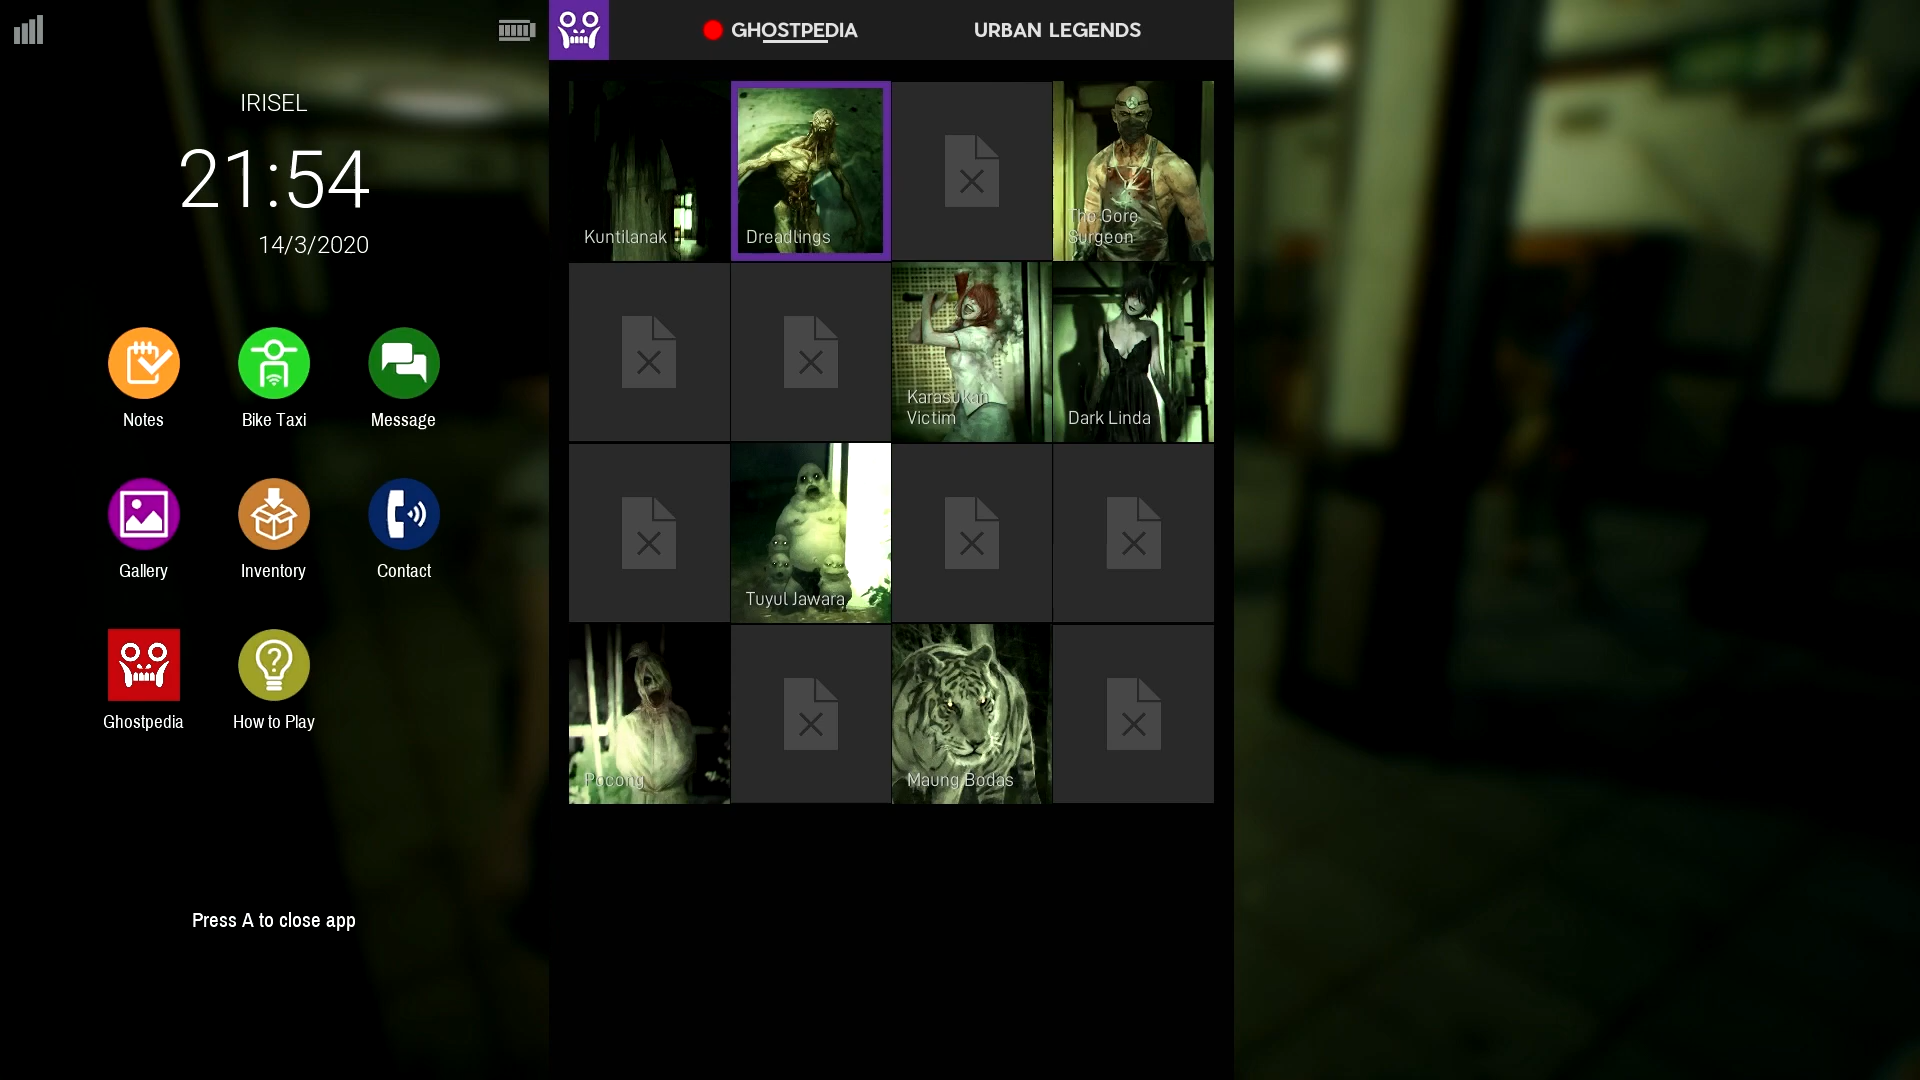 IRISEL
21:54
14/3/2020
Notes
Bike Taxi
Message
Gallery
Inventory
Contact
Ghostpedia
How to Play
Press A to close app
GHOSTPEDIA
URBAN LEGENDS
Kuntilanak
Dreadlings
The Gore
Surgeon
Karasukan
Victim
Dark Linda
Tuyul Jawara
Pocong
Maung Bodas